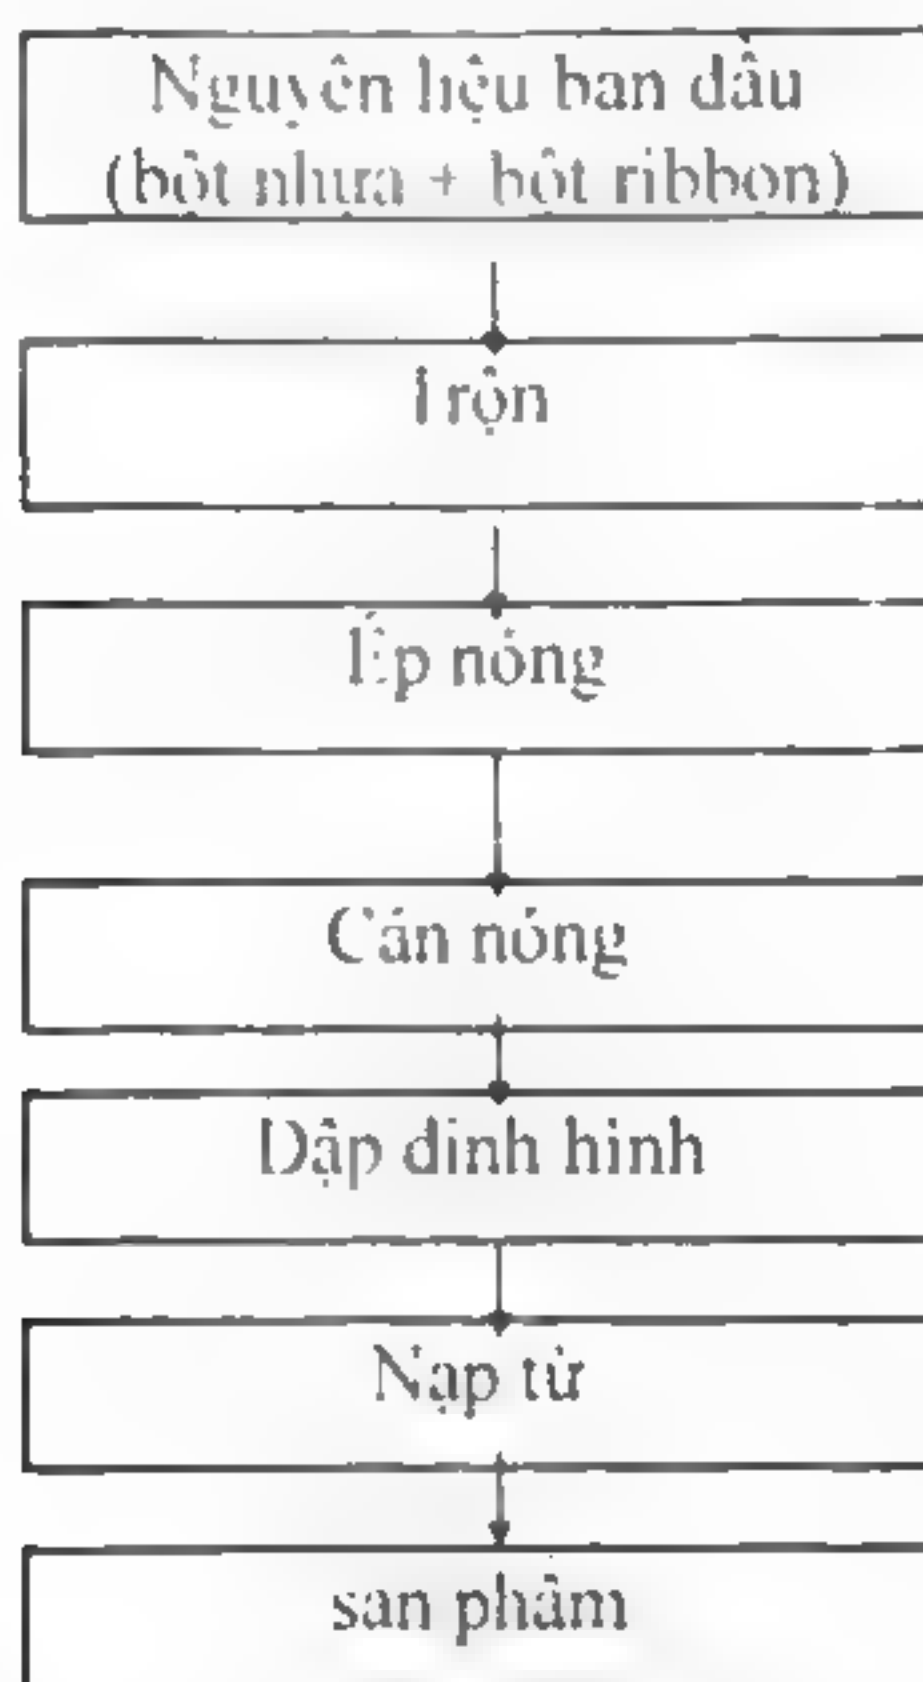 Nguyên liệu ban đầu
(bột nhựa + bột ribbon)
Trộn
Ép nóng
Cán nóng
Dập định hình
Nạp từ
sản phẩm